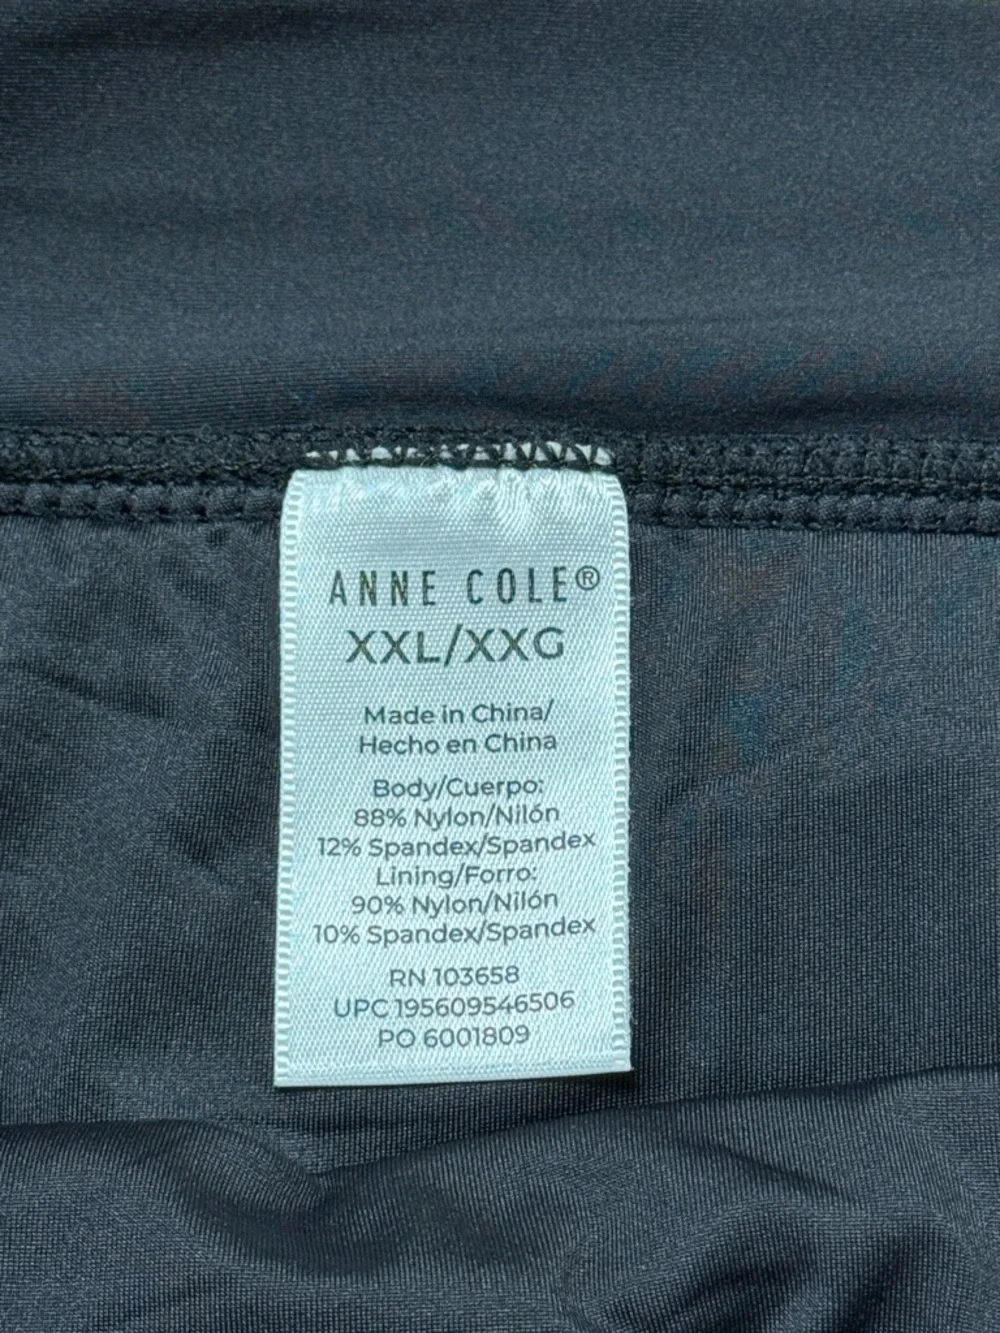 ANNE COLE®
XXL/XXG
Made in China/
Hecho en China
Body/Cuerpo:
88% Nylon/Nilón
12% Spandex/Spandex
Lining/Forro:
90% Nylon/Nilón
10% Spandex/Spandex
RN 103658
UPC 195609546506
PO 6001809